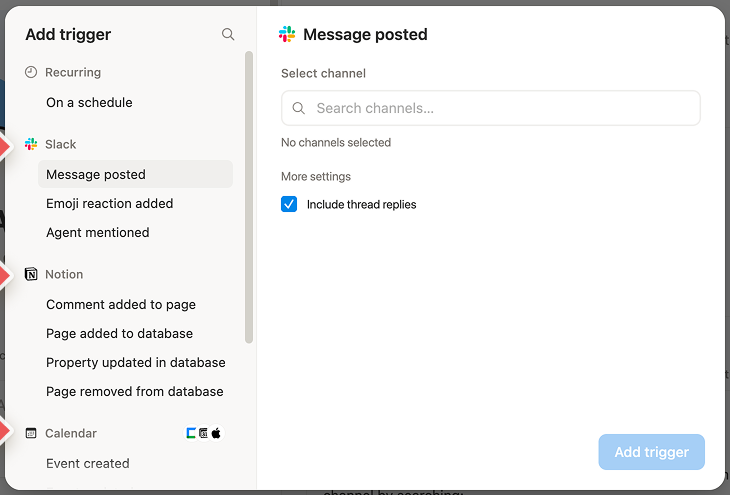 Add trigger
Recurring
On a schedule
Slack
Message posted
Emoji reaction added
Agent mentioned
Notion
Comment added to page
Page added to database
Property updated in database
Page removed from database
Calendar
Event created
Message posted
Select channel
Search channels...
No channels selected
More settings
Include thread replies
Add trigger